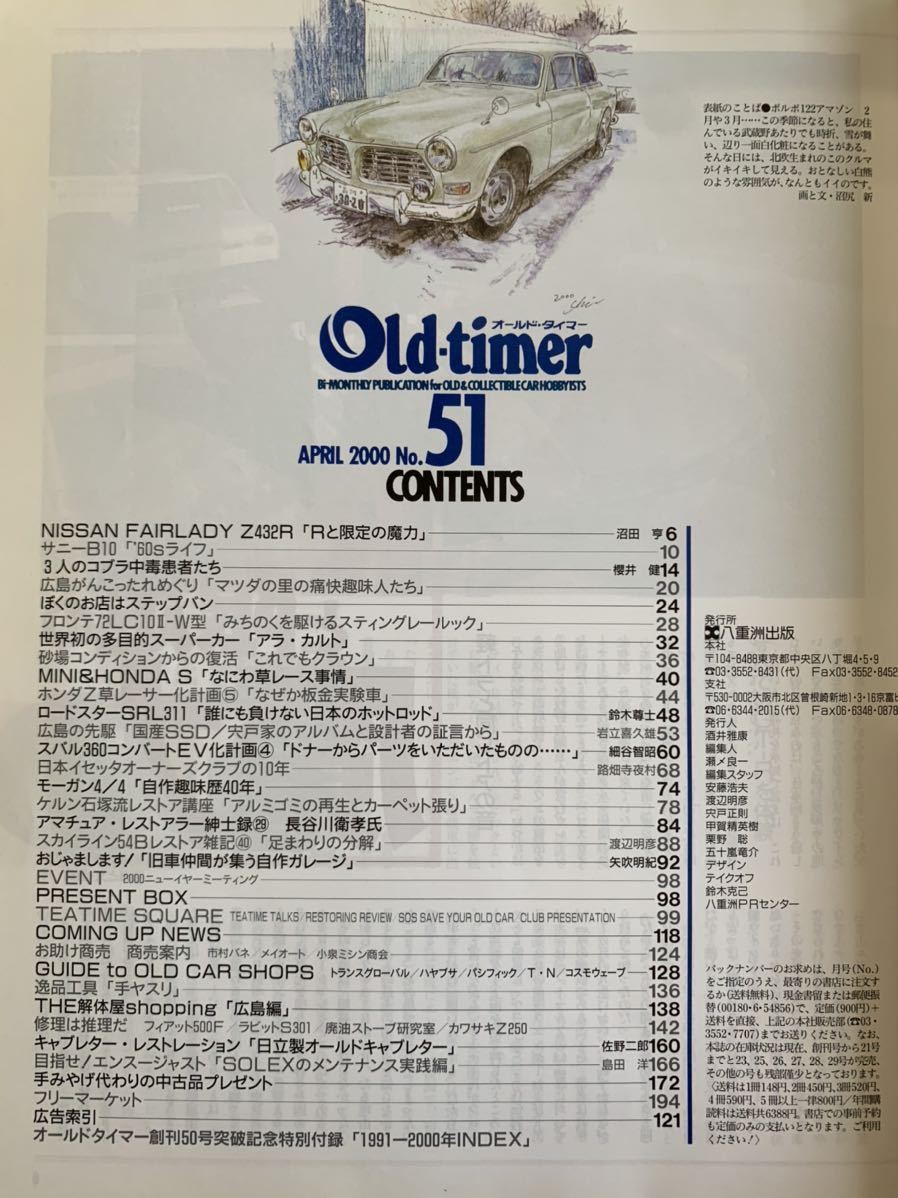 表紙のことば●ボルボ122アマゾン 2
月や3月……この季節になると、私の住
んでいる武蔵野あたりでも時折、雪が舞
い、辺り一面白化粧になることがある。
そんな日には、北欧生まれのこのクルマ
がイキイキして見える。おとなしい白熊
のような雰囲気が、なんともイイのです。
画と文・沼尻 新
30-20
2000
オールド・タイマー
Old-timer
Bi-MONTHLY PUBLICATION for OLD & COLLECTIBLE CAR HOBBYISTS
APRIL 2000 No.51
CONTENTS
NISSAN FAIRLADY Z432R「Rと限定の魔力」 沼田 亨 6
サニーB10「'60sライフ」 10
3人のコブラ中毒患者たち 櫻井 健 14
広島がんこったれめぐり「マツダの里の痛快趣味人たち」 20
ぼくのお店はステップバン 24
フロンテ72LC10Ⅱ-W型「みちのくを駆けるスティングレールック」 28
世界初の多目的スーパーカー「アラ・カルト」 32
砂場コンディションからの復活「これでもクラウン」 36
MINI&HONDA S「なにわ草レース事情」 40
ホンダZ草レーサー化計画⑤「なぜか板金実験車」 44
ロードスターSRL311「誰にも負けない日本のホットロッド」 鈴木尊士 48
広島の先駆「国産SSD／宍戸家のアルバムと設計者の証言から」 岩立喜久雄 53
スバル360コンバートEV化計画④「ドナーからパーツをいただいたものの……」 細谷智昭 60
日本イセッタオーナーズクラブの10年 路畑寺夜村 68
モーガン4／4「自作趣味歴40年」 74
ケルン石塚流レストア講座「アルミゴミの再生とカーペット張り」 78
アマチュア・レストアラー紳士録㉙ 長谷川衛孝氏 84
スカイライン54Bレストア雑記㊵「足まわりの分解」 渡辺明彦 88
おじゃまします！「旧車仲間が集う自作ガレージ」 矢吹明紀 92
EVENT 2000ニューイヤーミーティング 98
PRESENT BOX 98
TEATIME SQUARE TEATIME TALKS／RESTORING REVIEW／SOS SAVE YOUR OLD CAR／CLUB PRESENTATION 99
COMING UP NEWS 118
お助け商売 商売案内 市村バネ／メイオート 小泉ミシン商会 124
GUIDE to OLD CAR SHOPS トランスグローバル／ハヤブサ／パシフィック／T・N／コスモウェーブ 128
逸品工具「手ヤスリ」 136
THE解体屋shopping「広島編」 138
修理は推理だ フィアット500F／ラビットS301／廃油ストーブ研究室／カワサキZ250 142
キャブレター・レストレーション「日立製オールドキャブレター」 佐野二郎 160
目指せ！エンスージャスト「SOLEXのメンテナンス実践編」 島田 洋 166
手みやげ代わりの中古品プレゼント 172
フリーマーケット 194
広告索引 121
オールドタイマー創刊50号突破記念特別付録「1991―2000年INDEX」
発行所
八重洲出版
本社
〒104-8488東京都中央区八丁堀4・5・9
☎03・3552・8431（代） Fax03・3552・8452
支社
〒530-0002大阪市北区曽根崎新地1・3・16京富ビ
☎06・6344・2015（代） Fax06・6348・0878
発行人
酒井雅康
編集人
瀬メ良一
編集スタッフ
安藤浩夫
渡辺明彦
宍戸正則
甲賀精英樹
栗野 聡
五十嵐竜介
デザイン
テイクオフ
鈴木克己
八重洲PRセンター
バックナンバーのお求めは、月号（No.）
をご指定のうえ、最寄りの書店に注文す
るか（送料無料）、現金書留または郵便振
替（00180・6・54856）で、定価（900円）＋
送料を直接、上記の本社販売部（☎03・
3552・7707）までお送りください。なお、
本誌の在庫状況は現在、創刊号から21号
までと23、25、26、27、28、29号が完売、
その他の号も残部僅少となっております。
〈送料は1冊148円、2冊450円、3冊520円、
4冊590円、5冊以上一律800円／年間購
読料は送料共6388円。書店での事前予約
も定価のみの支払いとなります。ご利用
ください！〉